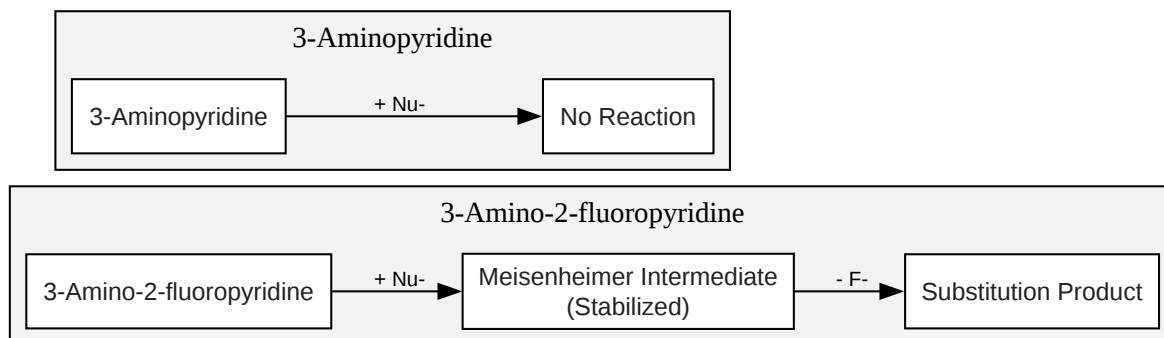 3-Aminopyridine
3-Aminopyridine
+ Nu-
No Reaction
3-Amino-2-fluoropyridine
3-Amino-2-fluoropyridine
+ Nu-
Meisenheimer Intermediate
(Stabilized)
- F-
Substitution Product